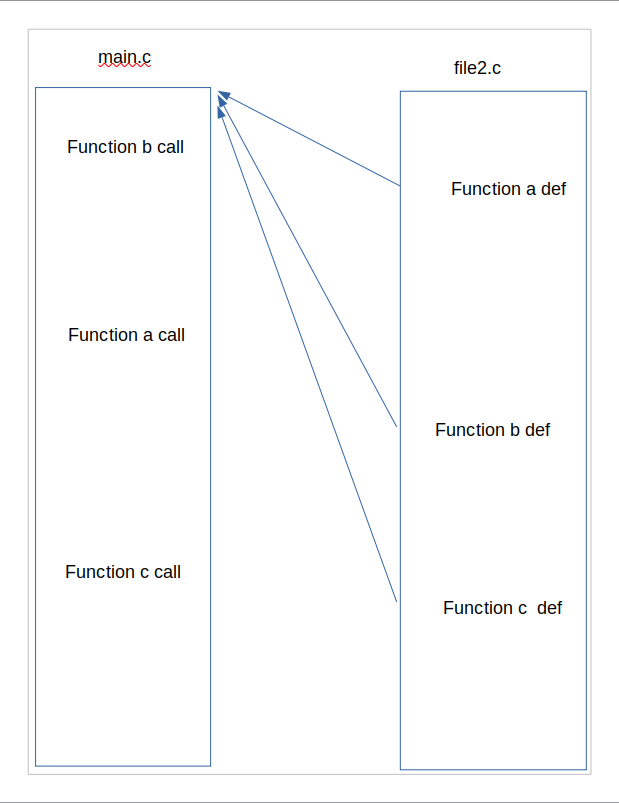 main.c
file2.c
Function b call
Function a def
Function a call
Function b def
Function c call
Function c  def